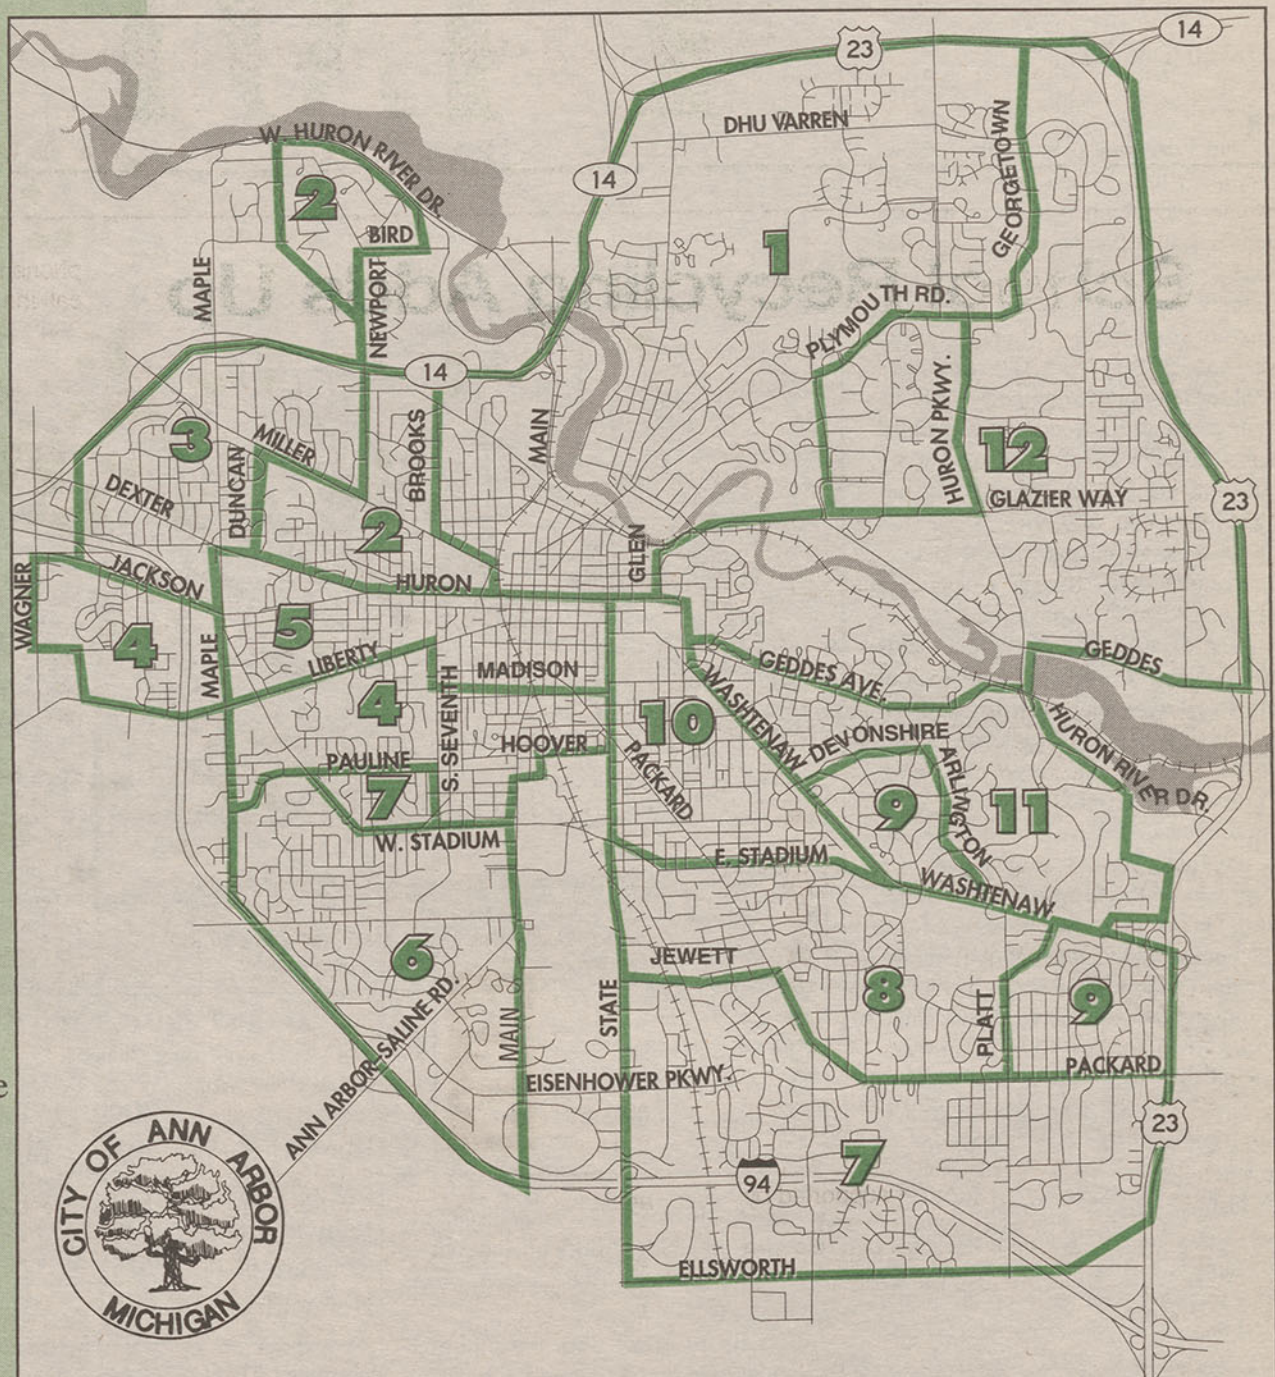 14
23
DHU VARREN
W. HURON RIVER DR.
GEORGETOWN
14
2
BIRD
1
MAPLE
NEWPORT
PLYMOUTH RD.
14
HURON PKWY.
3
MILLER
BROOKS
MAIN
12
DUNCAN
DEXTER
GLAZIER WAY
23
2
GLEN
JACKSON
HURON
WAGNER
5
4
MAPLE
LIBERTY
MADISON
GEDDES AVE.
GEDDES
4
S. SEVENTH
10
WASHTENAW
HOOVER
DEVONSHIRE
HURON RIVER DR.
PAULINE
PACKARD
ARLINGTON
7
9
11
W. STADIUM
E. STADIUM
WASHTENAW
6
JEWETT
8
9
STATE
PLATT
ANN ARBOR-SALINE RD.
MAIN
PACKARD
EISENHOWER PKWY.
e
23
7
94
CITY OF ANN ARBOR
MICHIGAN
ELLSWORTH